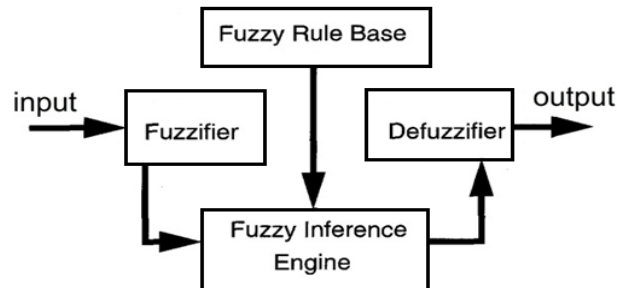 Fuzzy Rule Base
input
Fuzzifier
Defuzzifier
output
Fuzzy Inference
Engine